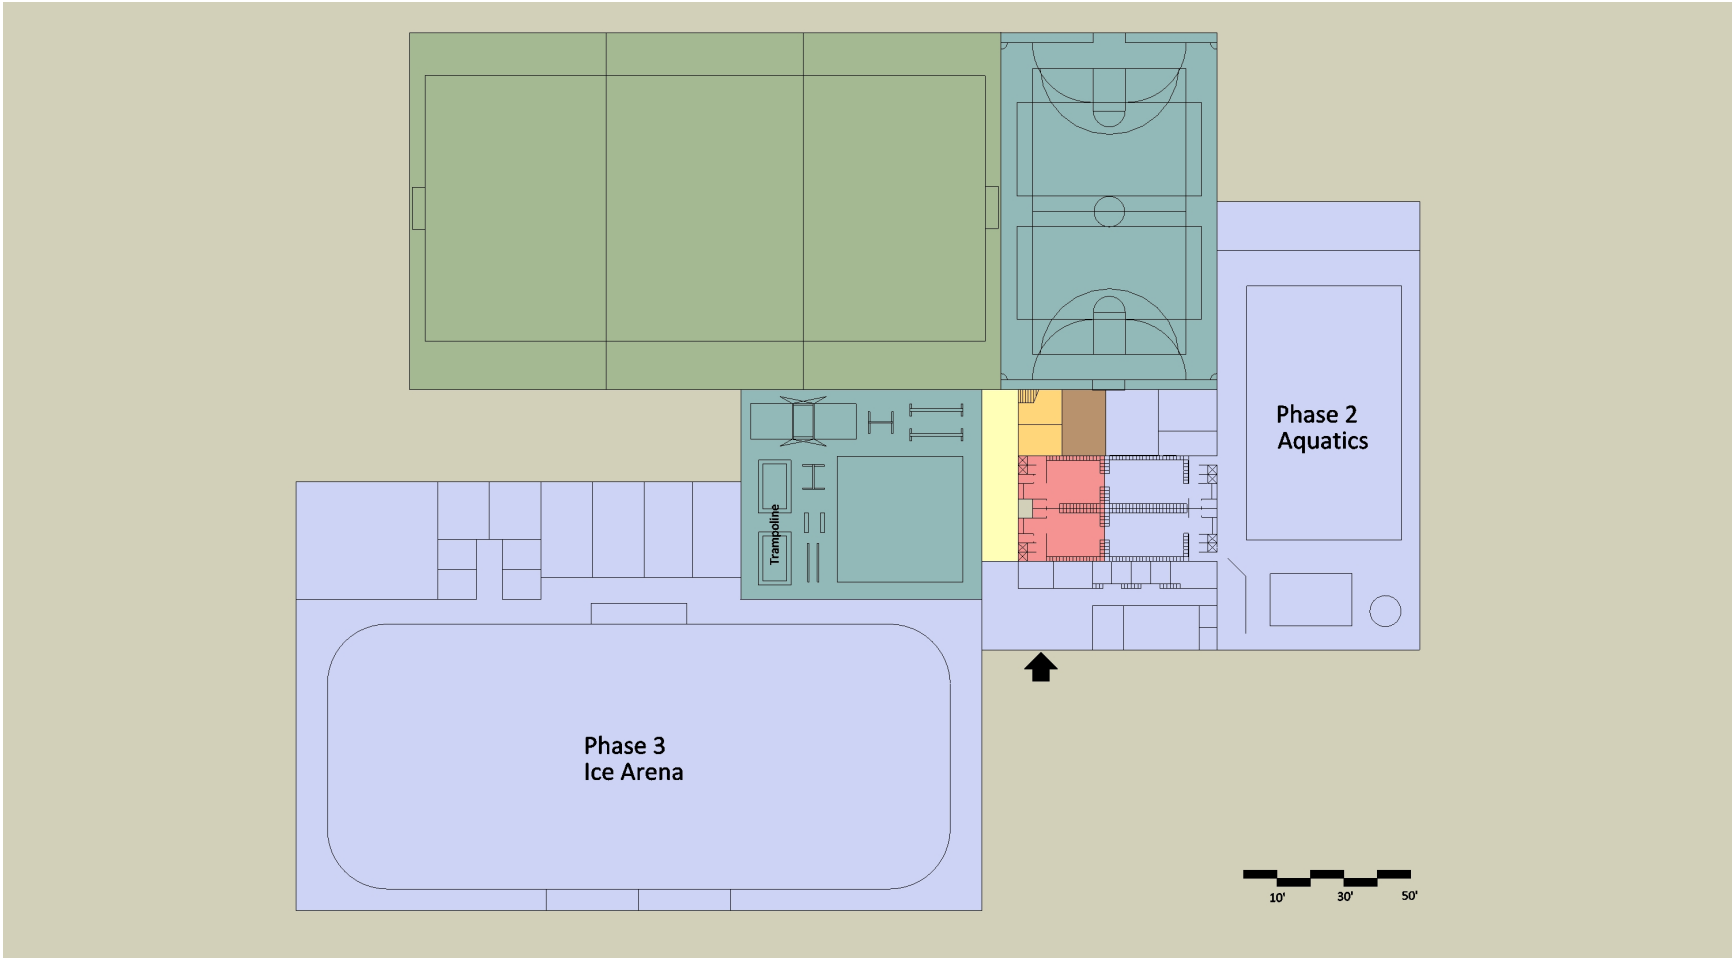 Phase 2
Aquatics
Trampoline
Phase 3
Ice Arena
10' 30' 50'